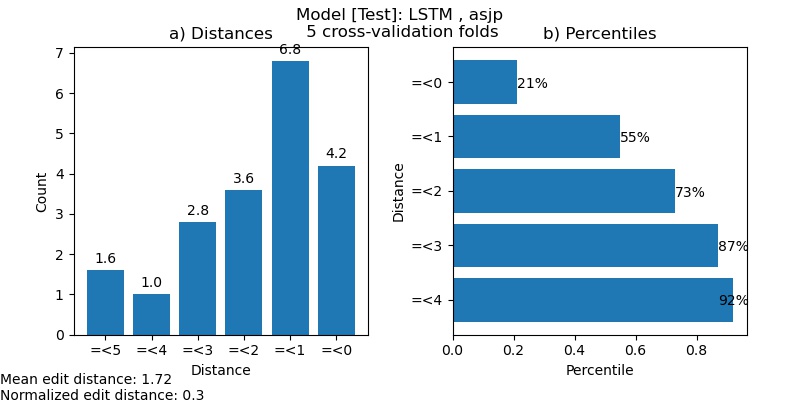 Model [Test]: LSTM , asjp
5 cross-validation folds
a) Distances
b) Percentiles
7
6
5
4
3
2
1
0
Count
1.6
1.0
2.8
3.6
6.8
4.2
=<5 =<4 =<3 =<2 =<1 =<0
Distance
=<0
=<1
=<2
=<3
=<4
Distance
21%
55%
73%
87%
92%
0.0 0.2 0.4 0.6 0.8
Percentile
Mean edit distance: 1.72
Normalized edit distance: 0.3